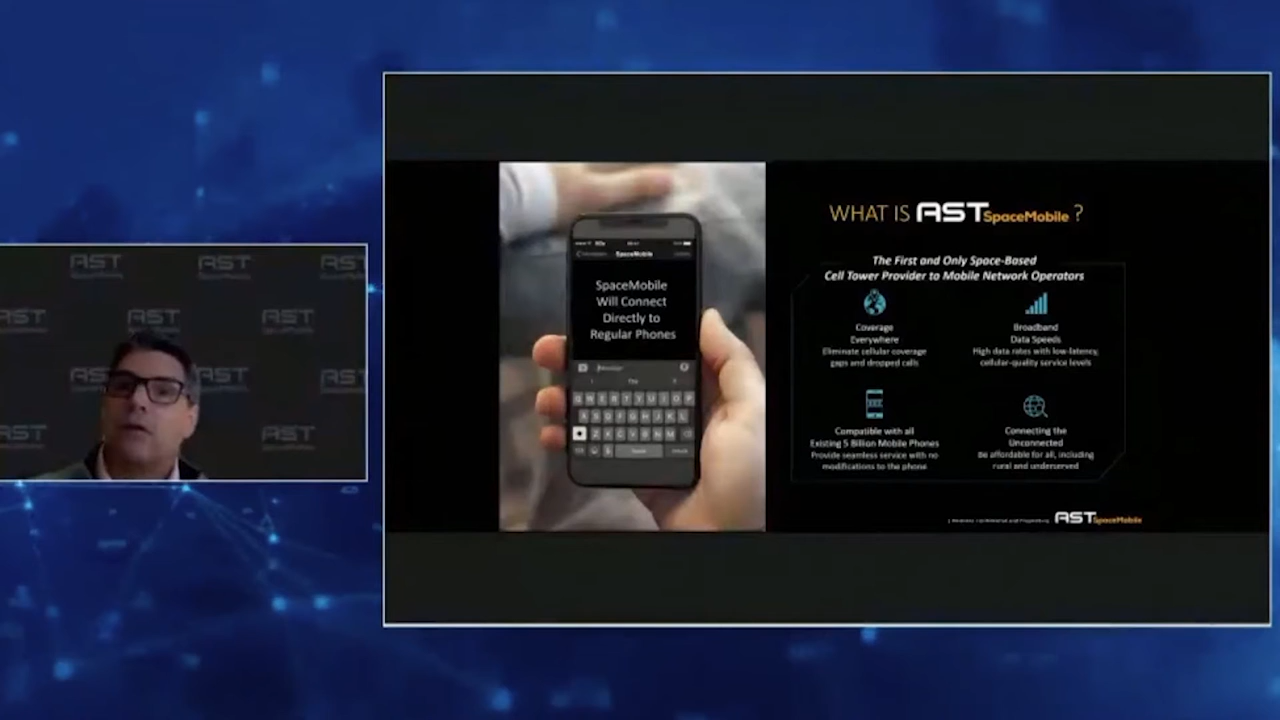 AST
AST
AST
AST
AST
AST
AST
AST
AST
AST
AST
SpaceMobile
SpaceMobile
Will Connect
Directly to
Regular Phones
Q W E R T Y U I O P
A S D F G H J K L
Z X C V B N M
WHAT IS AST SpaceMobile ?
The First and Only Space-Based
Cell Tower Provider to Mobile Network Operators
Coverage
Everywhere
Eliminate cellular coverage
gaps and dropped calls
Broadband
Data Speeds
High data rates with low-latency,
cellular-quality service levels
Compatible with all
Existing 5 Billion Mobile Phones
Provide seamless service with no
modifications to the phone
Connecting the
Unconnected
Be affordable for all, including
rural and underserved
AST SpaceMobile